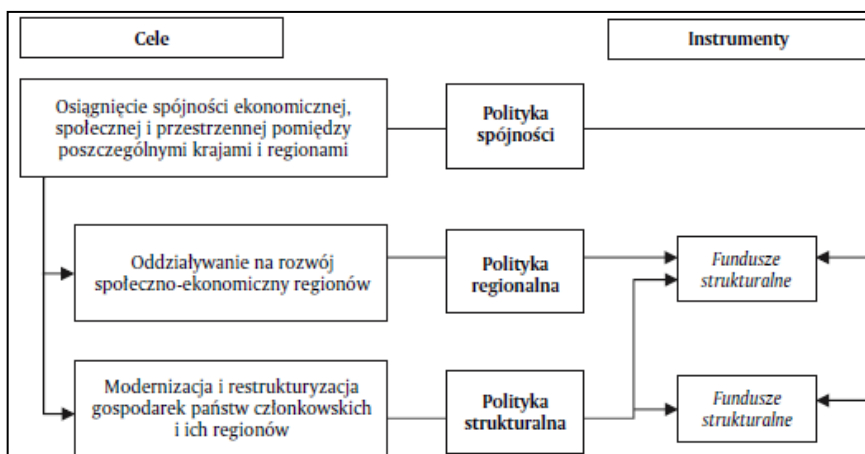 Cele
Instrumenty
Osiągnięcie spójności ekonomicznej,
społecznej i przestrzennej pomiędzy
poszczególnymi krajami i regionami
Polityka
spójności
Oddziaływanie na rozwój
społeczno-ekonomiczny regionów
Polityka
regionalna
Fundusze
strukturalne
Modernizacja i restrukturyzacja
gospodarek państw członkowskich
i ich regionów
Polityka
strukturalna
Fundusze
strukturalne